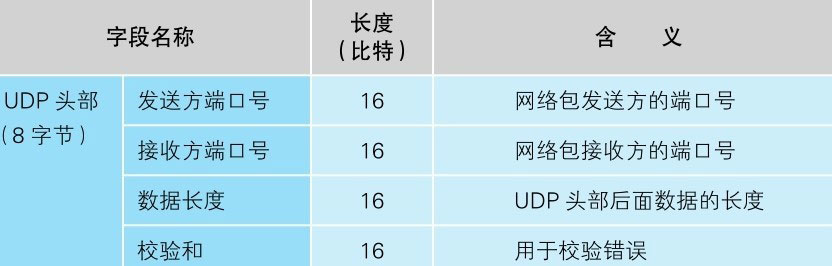 字段名称 长度 含 义
(比特)
UDP 头部 发送方端口号 16 网络包发送方的端口号
(8 字节) 接收方端口号 16 网络包接收方的端口号
数据长度 16 UDP 头部后面数据的长度
校验和 16 用于校验错误